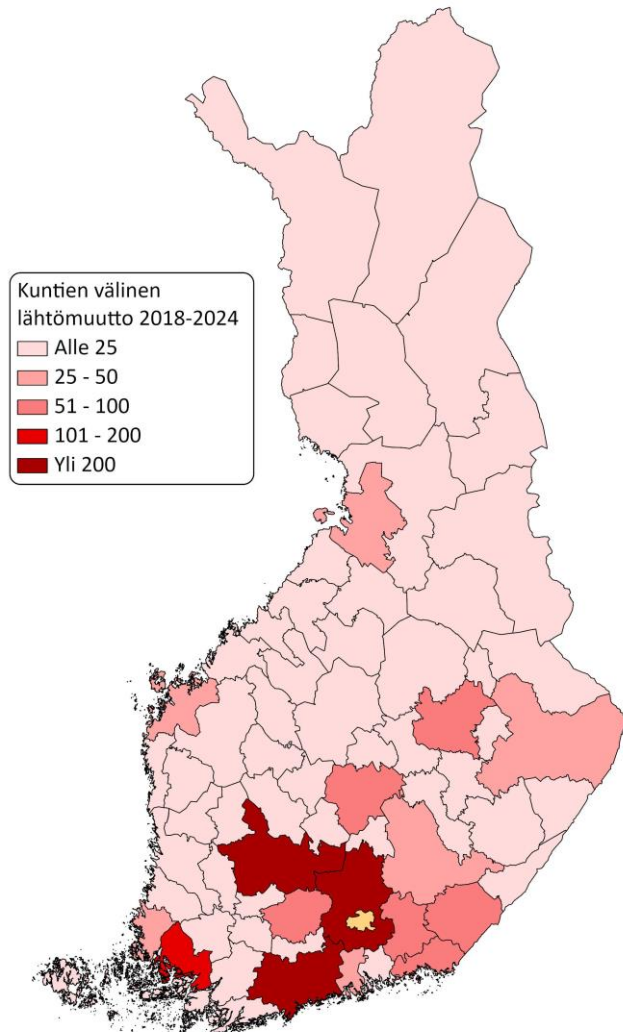 Kuntien välinen
lähtömuutto 2018-2024
Alle 25
25 - 50
51 - 100
101 - 200
Yli 200